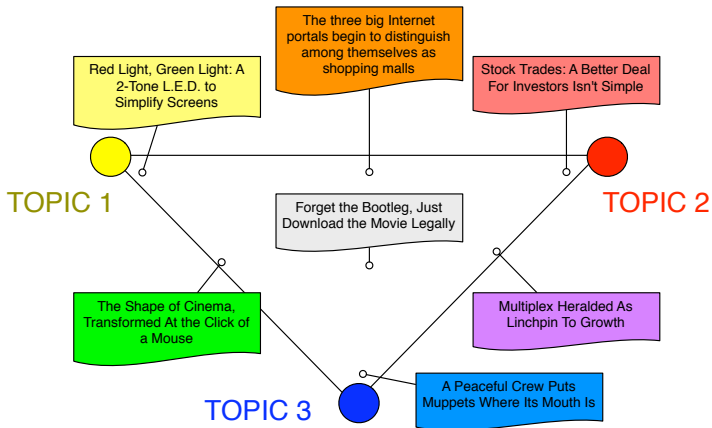 The three big Internet
portals begin to distinguish
among themselves as
shopping malls
Red Light, Green Light: A
2-Tone L.E.D. to
Simplify Screens
Stock Trades: A Better Deal
For Investors Isn't Simple
TOPIC 1
TOPIC 2
Forget the Bootleg, Just
Download the Movie Legally
The Shape of Cinema,
Transformed At the Click of
a Mouse
Multiplex Heralded As
Linchpin To Growth
TOPIC 3
A Peaceful Crew Puts
Muppets Where Its Mouth Is